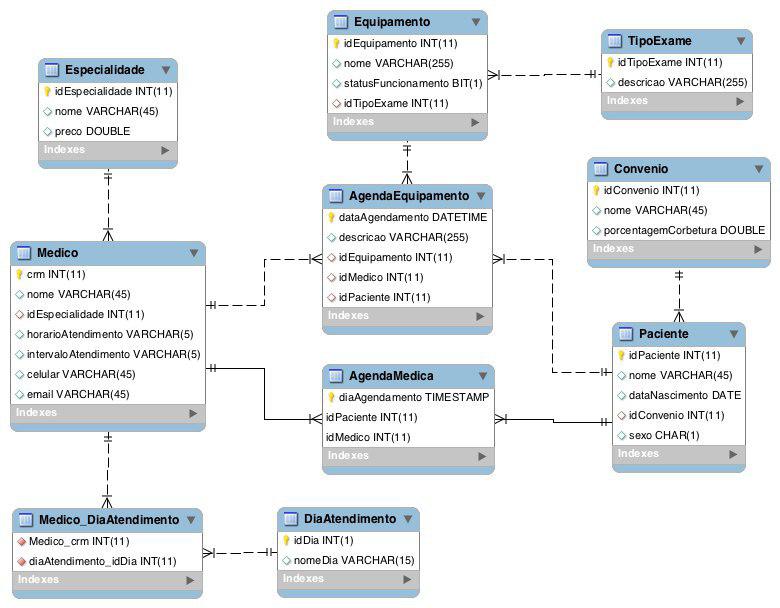 Equipamento
idEquipamento INT(11)
nome VARCHAR(255)
statusFuncionamento BIT(1)
idTipoExame INT(11)
Indexes
TipoExame
idTipoExame INT(11)
descricao VARCHAR(255)
Indexes
Especialidade
idEspecialidade INT(11)
nome VARCHAR(45)
preco DOUBLE
Indexes
Convenio
idConvenio INT(11)
nome VARCHAR(45)
porcentagemCorbetura DOUBLE
Indexes
AgendaEquipamento
dataAgendamento DATETIME
descricao VARCHAR(255)
idEquipamento INT(11)
idMedico INT(11)
idPaciente INT(11)
Indexes
Medico
crm INT(11)
nome VARCHAR(45)
idEspecialidade INT(11)
horarioAtendimento VARCHAR(5)
intervaloAtendimento VARCHAR(5)
celular VARCHAR(45)
email VARCHAR(45)
Indexes
Paciente
idPaciente INT(11)
nome VARCHAR(45)
dataNascimento DATE
idConvenio INT(11)
sexo CHAR(1)
Indexes
AgendaMedica
diaAgendamento TIMESTAMP
idPaciente INT(11)
idMedico INT(11)
Indexes
Medico_DiaAtendimento
Medico_crm INT(11)
diaAtendimento_idDia INT(11)
Indexes
DiaAtendimento
idDia INT(1)
nomeDia VARCHAR(15)
Indexes